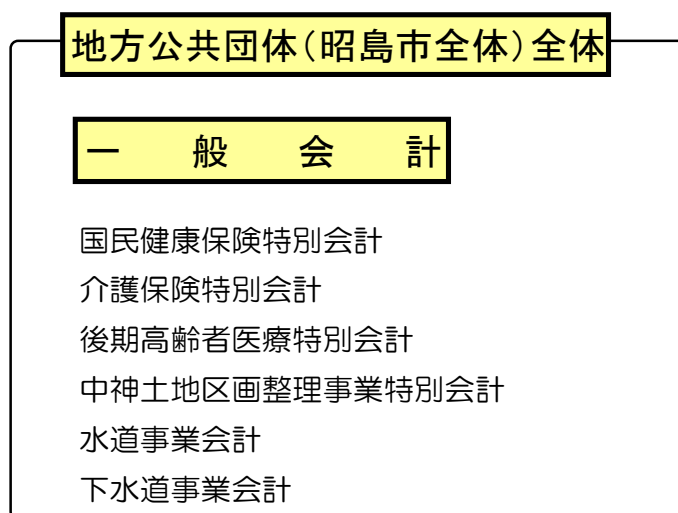 地方公共団体(昭島市全体)全体
一般会計
国民健康保険特別会計
介護保険特別会計
後期高齢者医療特別会計
中神土地区画整理事業特別会計
水道事業会計
下水道事業会計